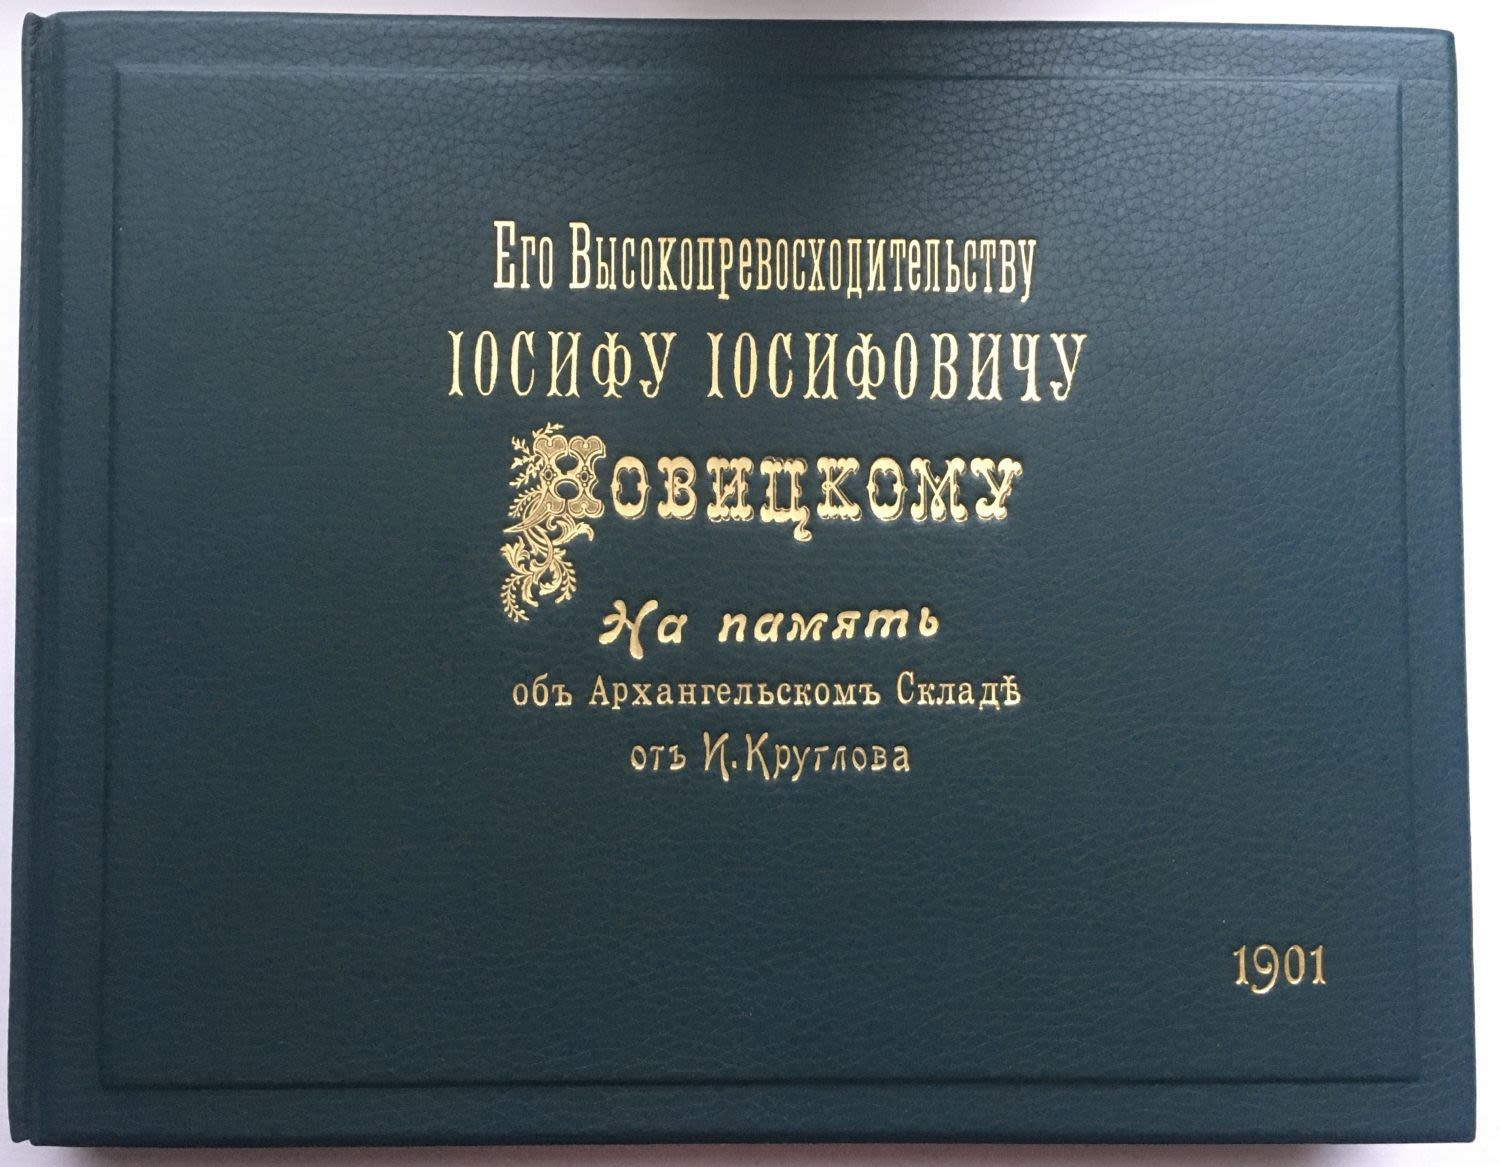 Его Высокопревосходительству
ІОСИФУ ІОСИФОВИЧУ
НОВИЦКОМУ
На память
объ Архангельскомъ Складѣ
отъ И. Круглова
1901